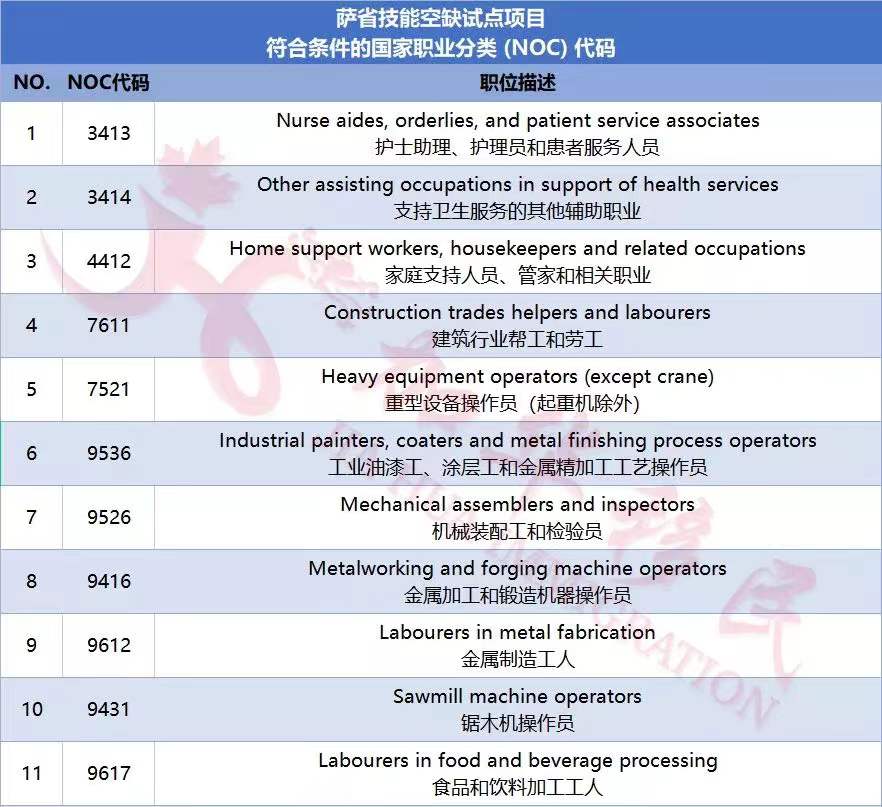 萨省技能空缺试点项目
符合条件的国家职业分类 (NOC) 代码
NO. NOC代码 职位描述
1 3413 Nurse aides, orderlies, and patient service associates
护士助理、护理员和患者服务人员
2 3414 Other assisting occupations in support of health services
支持卫生服务的其他辅助职业
3 4412 Home support workers, housekeepers and related occupations
家庭支持人员、管家和相关职业
4 7611 Construction trades helpers and labourers
建筑行业帮工和劳工
5 7521 Heavy equipment operators (except crane)
重型设备操作员（起重机除外）
6 9536 Industrial painters, coaters and metal finishing process operators
工业油漆工、涂层工和金属精加工工艺操作员
7 9526 Mechanical assemblers and inspectors
机械装配工和检验员
8 9416 Metalworking and forging machine operators
金属加工和锻造机器操作员
9 9612 Labourers in metal fabrication
金属制造工人
10 9431 Sawmill machine operators
锯木机操作员
11 9617 Labourers in food and beverage processing
食品和饮料加工工人